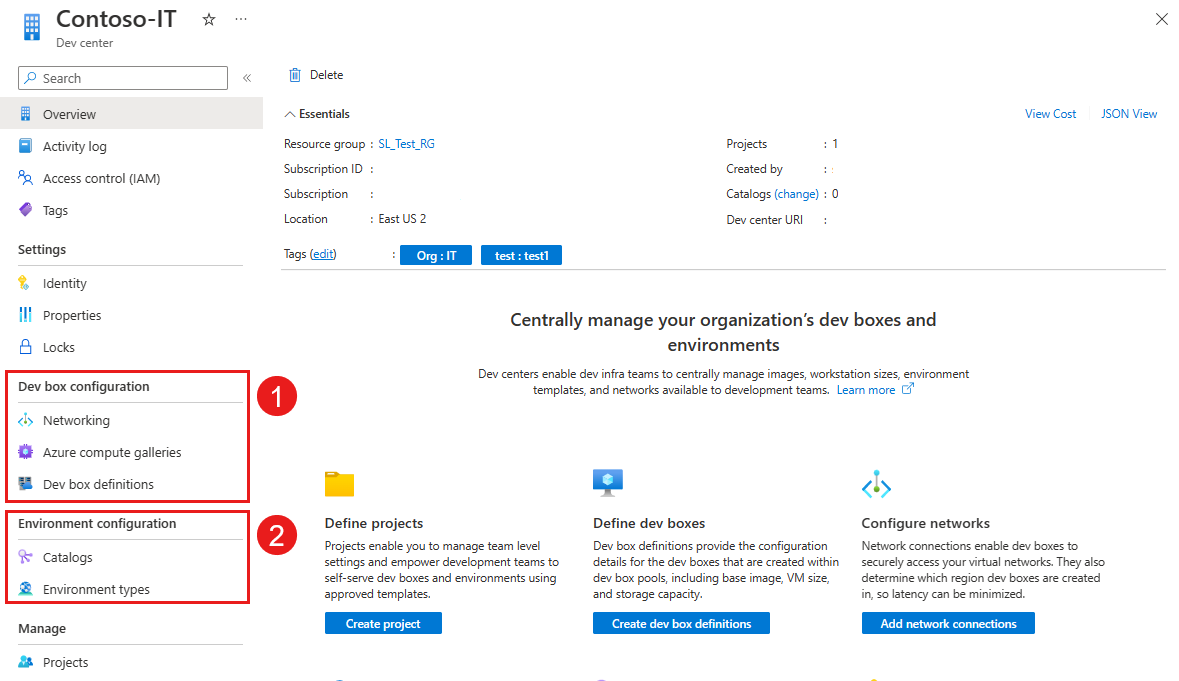 Contoso-IT
Dev center
Search
Overview
Activity log
Access control (IAM)
Tags
Settings
Identity
Properties
Locks
Dev box configuration
1
Networking
Azure compute galleries
Dev box definitions
Environment configuration
2
Catalogs
Environment types
Manage
Projects
Delete
Essentials
View Cost
JSON View
Resource group : SL_Test_RG
Subscription ID :
Subscription :
Location : East US 2
Projects : 1
Created by :
Catalogs (change) : 0
Dev center URI :
Tags (edit) : Org : IT test : test1
Centrally manage your organization's dev boxes and
environments
Dev centers enable dev infra teams to centrally manage images, workstation sizes, environment
templates, and networks available to development teams. Learn more
Define projects
Projects enable you to manage team level
settings and empower development teams to
self-serve dev boxes and environments using
approved templates.
Create project
Define dev boxes
Dev box definitions provide the configuration
details for the dev boxes that are created within
dev box pools, including base image, VM size,
and storage capacity.
Create dev box definitions
Configure networks
Network connections enable dev boxes to
securely access your virtual networks. They also
determine which region dev boxes are created
in, so latency can be minimized.
Add network connections